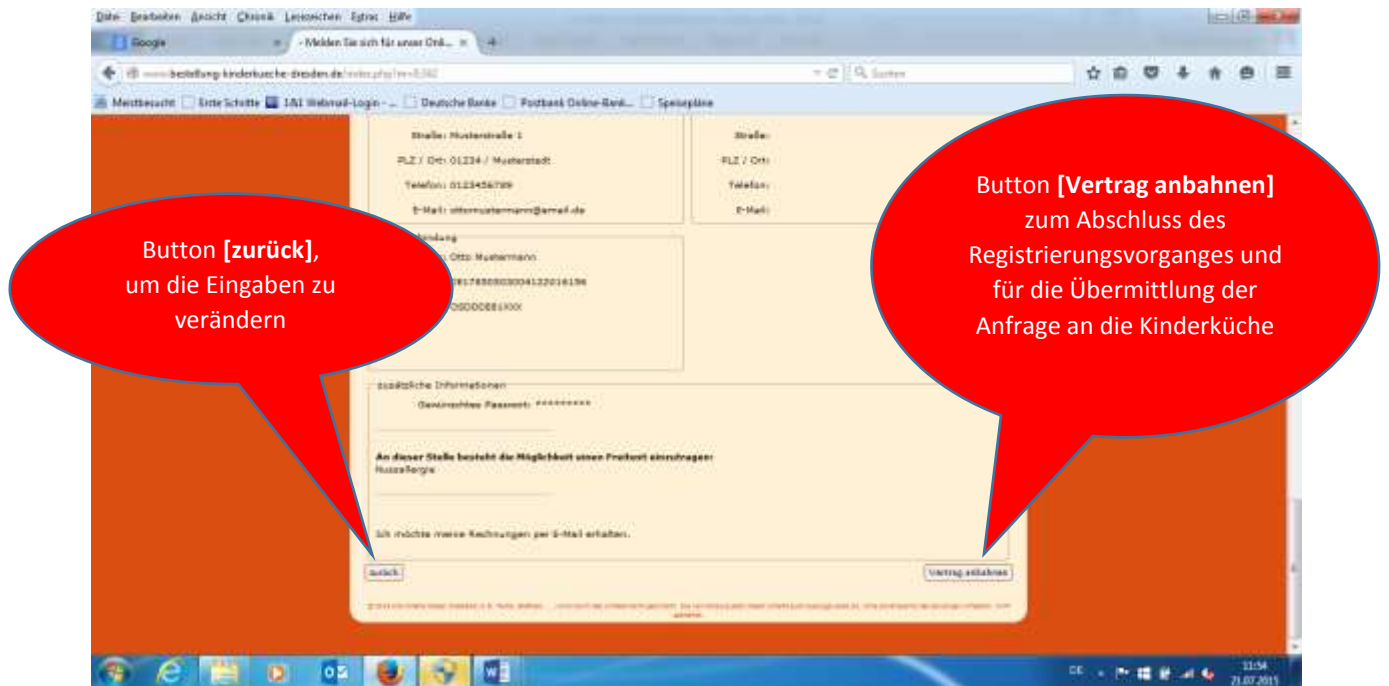 Datei Bearbeiten Ansicht Chronik Lesezeichen Extras Hilfe
Google
- Melden Sie sich für unser Onli...
bestellung-kinderkueche-dresden.de/
Suchen
Meistbesucht Erste Schritte 1&1 Webmail-Login - ... Deutsche Banke Postbank Online-Bank... Speisepläne
Straße: Musterstraße 1
Straße:
PLZ / Ort: 01234 / Musterstadt
PLZ / Ort:
Telefon: 0123456789
Telefon:
E-Mail:
E-Mail:
Button [zurück],
um die Eingaben zu
verändern
Button [Vertrag anbahnen]
zum Abschluss des
Registrierungsvorganges und
für die Übermittlung der
Anfrage an die Kinderküche
Otto Mustermann
zusätzliche Informationen
Gewünschtes Passwort: *********
An dieser Stelle besteht die Möglichkeit einen Freitext einzutragen:
Nussallergie
Ich möchte meine Rechnungen per E-Mail erhalten.
zurück
Vertrag anbahnen
DE
11:54
21.07.2015